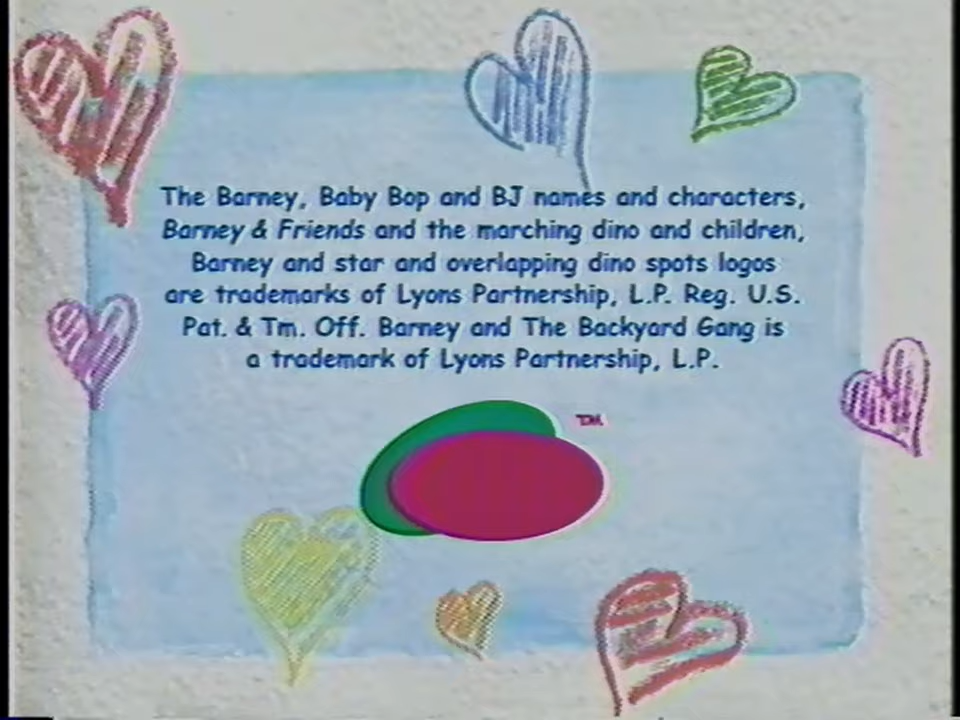 The Barney, Baby Bop and BJ names and characters,
Barney & Friends and the marching dino and children,
Barney and star and overlapping dino spots logos
are trademarks of Lyons Partnership, L.P. Reg. U.S.
Pat. & Tm. Off. Barney and The Backyard Gang is
a trademark of Lyons Partnership, L.P.
TM